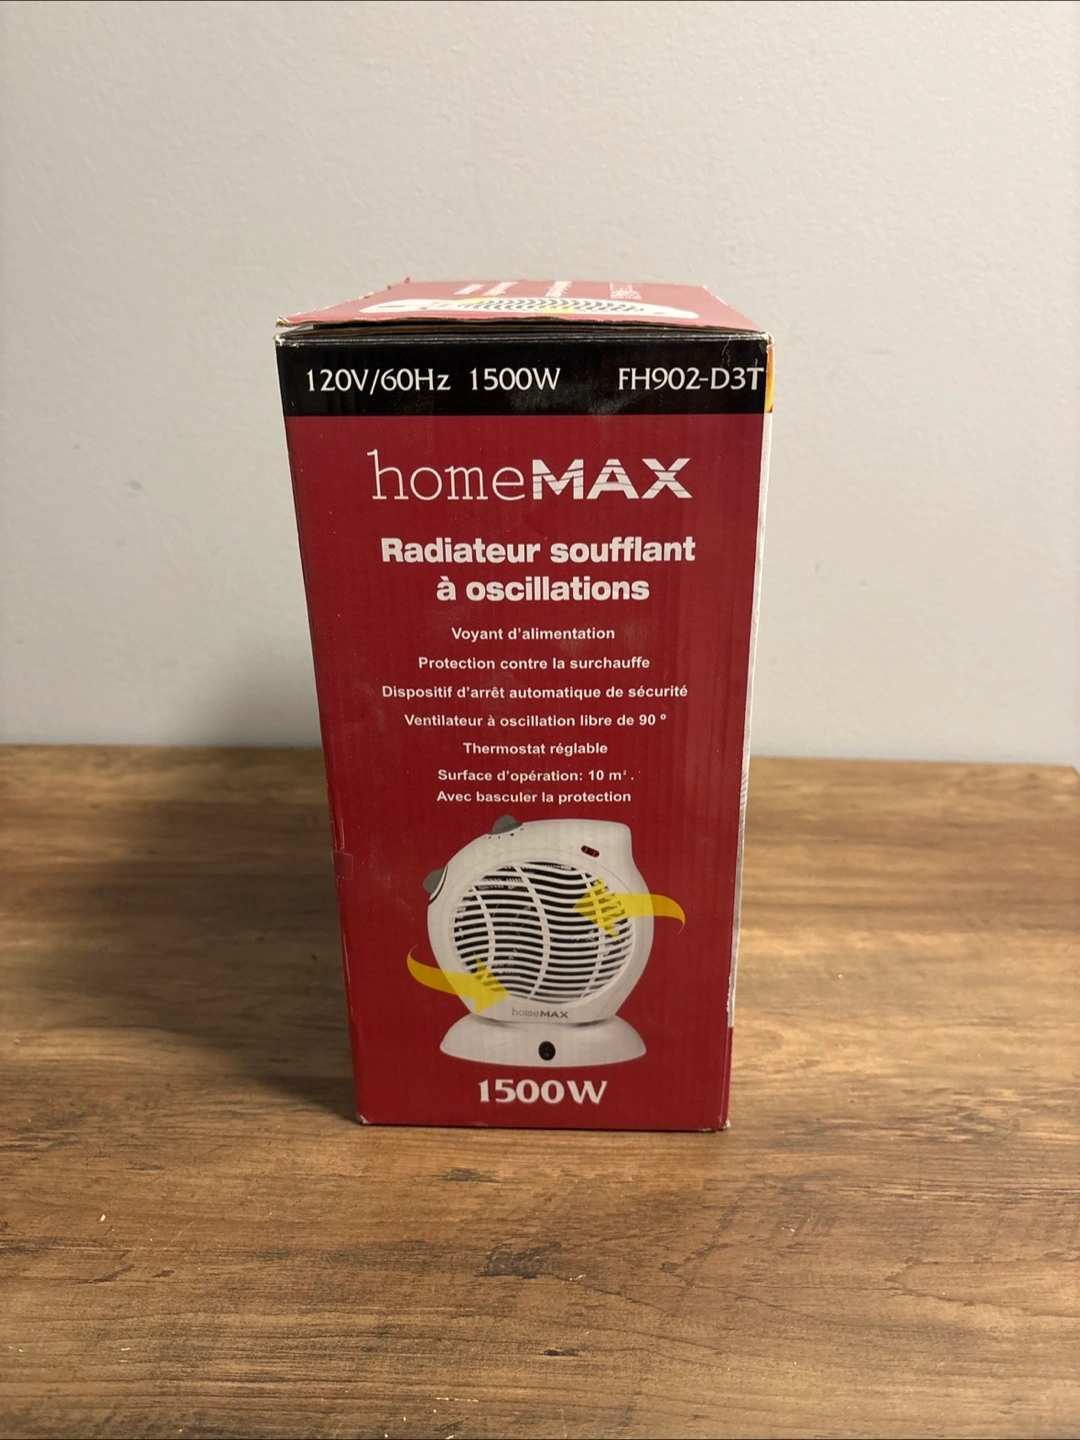 120V/60Hz 1500W FH902-D3T
homeMAX
Radiateur soufflant
à oscillations
Voyant d'alimentation
Protection contre la surchauffe
Dispositif d'arrêt automatique de sécurité
Ventilateur à oscillation libre de 90 º
Thermostat réglable
Surface d'opération: 10 m².
Avec basculer la protection
homeMAX
1500W